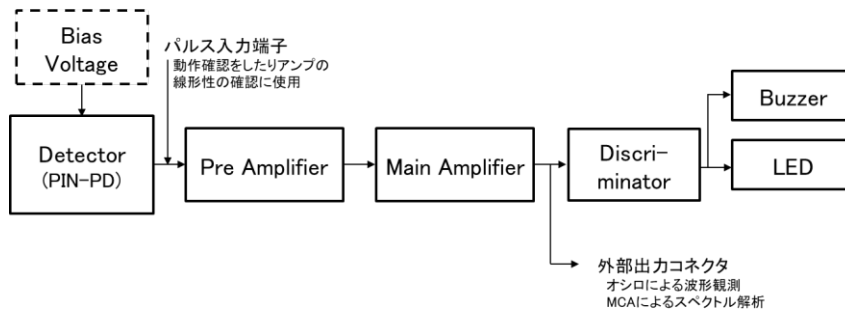 Bias
Voltage
パルス入力端子
動作確認をしたりアンプの
線形性の確認に使用
Detector
(PIN-PD)
Pre Amplifier
Main Amplifier
Discri-
minator
Buzzer
LED
外部出力コネクタ
オシロによる波形観測
MCAによるスペクトル解析